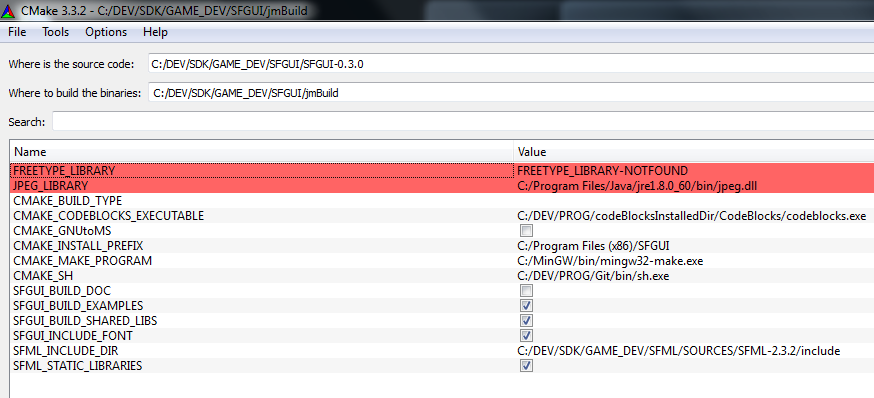 CMake 3.3.2 - C:/DEV/SDK/GAME_DEV/SFGUI/jmBuild
File Tools Options Help
Where is the source code: C:/DEV/SDK/GAME_DEV/SFGUI/SFGUI-0.3.0
Where to build the binaries: C:/DEV/SDK/GAME_DEV/SFGUI/jmBuild
Search:
Name Value
FREETYPE_LIBRARY FREETYPE_LIBRARY-NOTFOUND
JPEG_LIBRARY C:/Program Files/Java/jre1.8.0_60/bin/jpeg.dll
CMAKE_BUILD_TYPE
CMAKE_CODEBLOCKS_EXECUTABLE C:/DEV/PROG/codeBlocksInstalledDir/CodeBlocks/codeblocks.exe
CMAKE_GNUtoMS
CMAKE_INSTALL_PREFIX C:/Program Files (x86)/SFGUI
CMAKE_MAKE_PROGRAM C:/MinGW/bin/mingw32-make.exe
CMAKE_SH C:/DEV/PROG/Git/bin/sh.exe
SFGUI_BUILD_DOC
SFGUI_BUILD_EXAMPLES
SFGUI_BUILD_SHARED_LIBS
SFGUI_INCLUDE_FONT
SFML_INCLUDE_DIR C:/DEV/SDK/GAME_DEV/SFML/SOURCES/SFML-2.3.2/include
SFML_STATIC_LIBRARIES